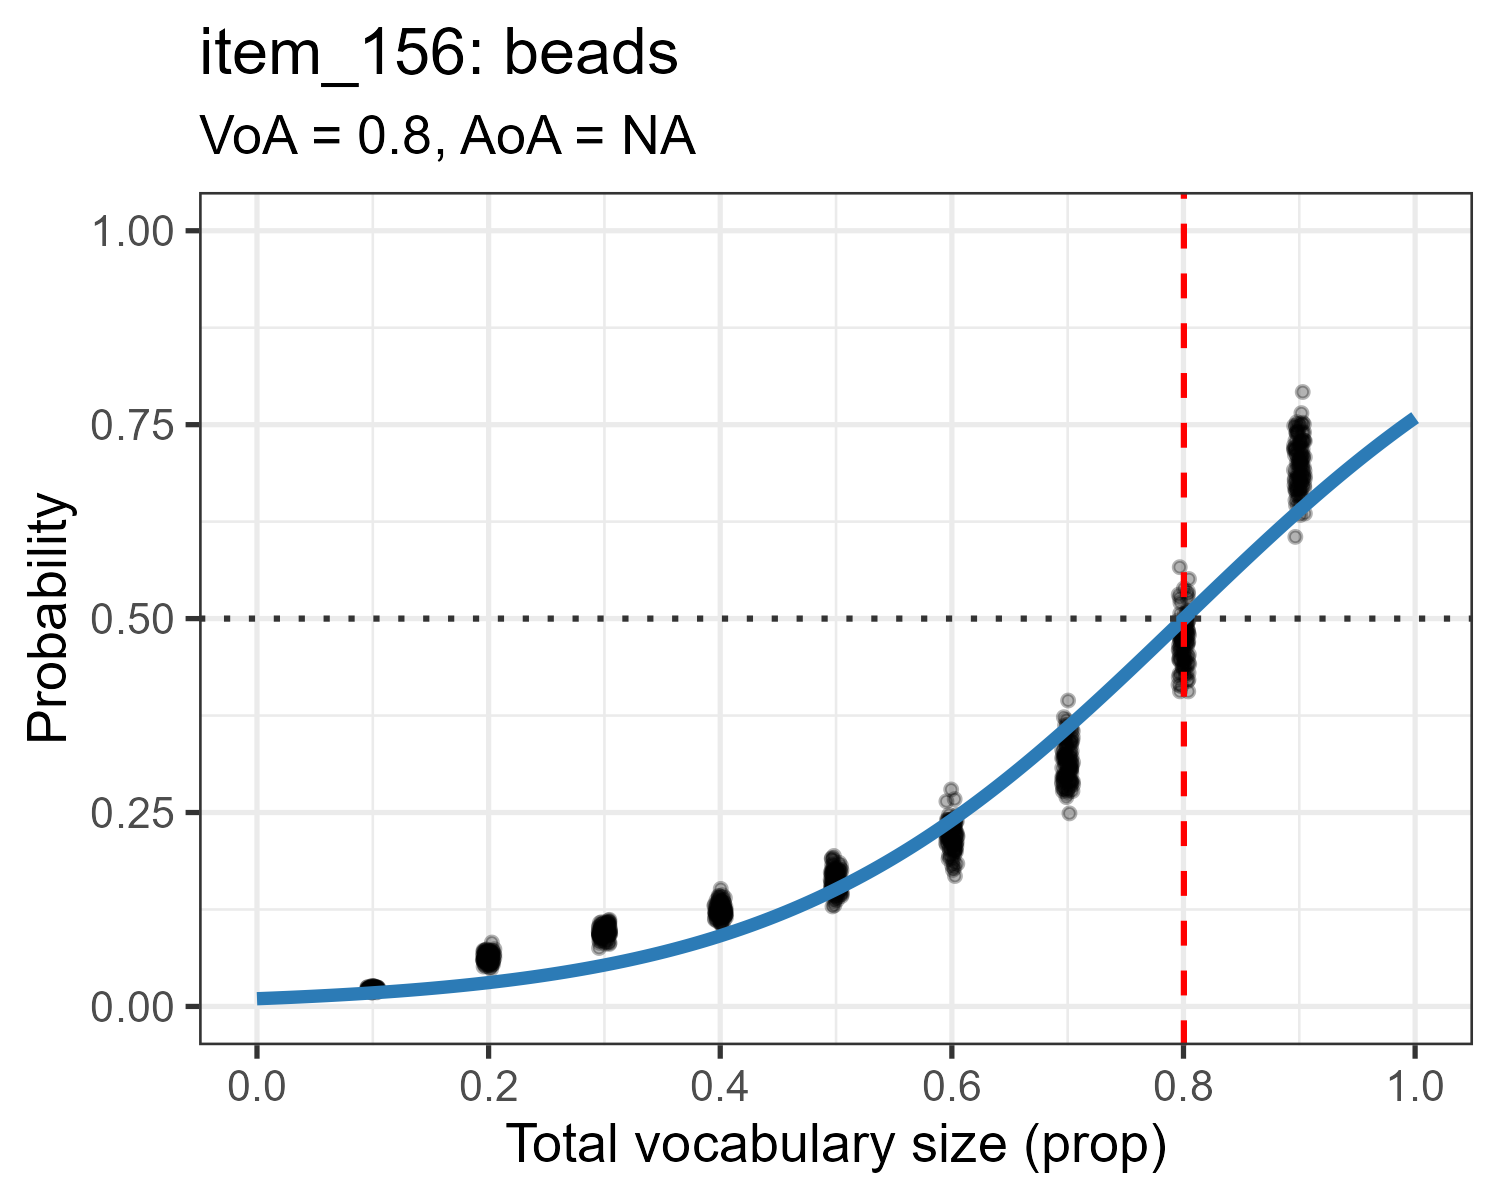 item_156: beads
VoA = 0.8, AoA = NA
1.00
0.75
0.50
0.25
0.00
Probability
0.0 0.2 0.4 0.6 0.8 1.0
Total vocabulary size (prop)